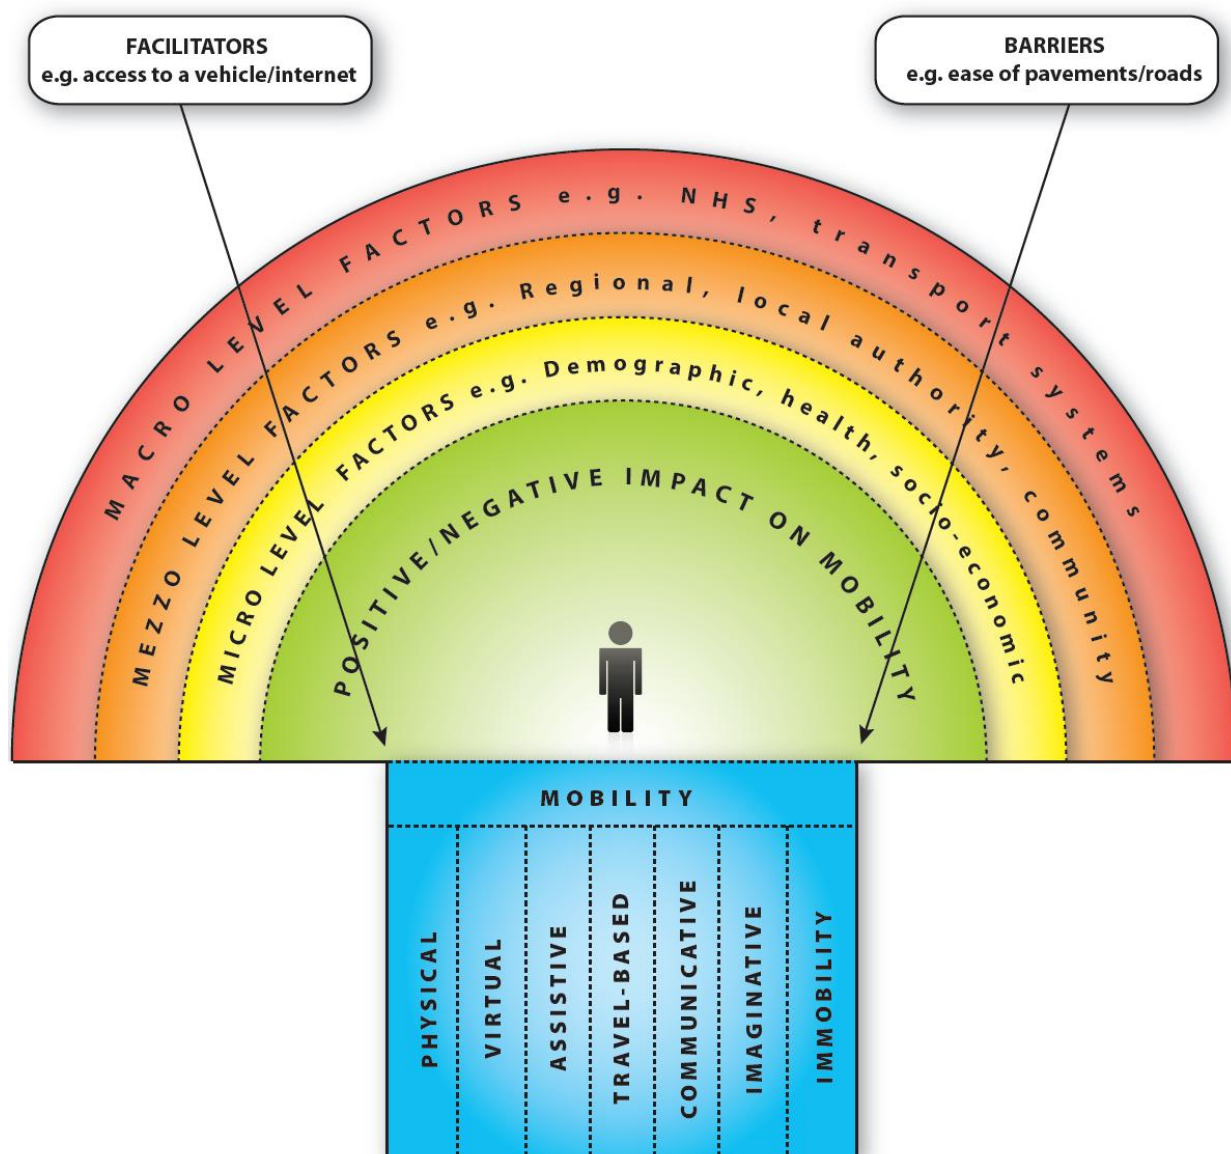 FACILITATORS
e.g. access to a vehicle/internet
BARRIERS
e.g. ease of pavements/roads
MACRO LEVEL FACTORS e.g. NHS, transport systems
MEZZO LEVEL FACTORS e.g. Regional, local authority, community
MICRO LEVEL FACTORS e.g. Demographic, health, socio-economic
POSITIVE/NEGATIVE IMPACT ON MOBILITY
MOBILITY
PHYSICAL
VIRTUAL
ASSISTIVE
TRAVEL-BASED
COMMUNICATIVE
IMAGINATIVE
IMMOBILITY